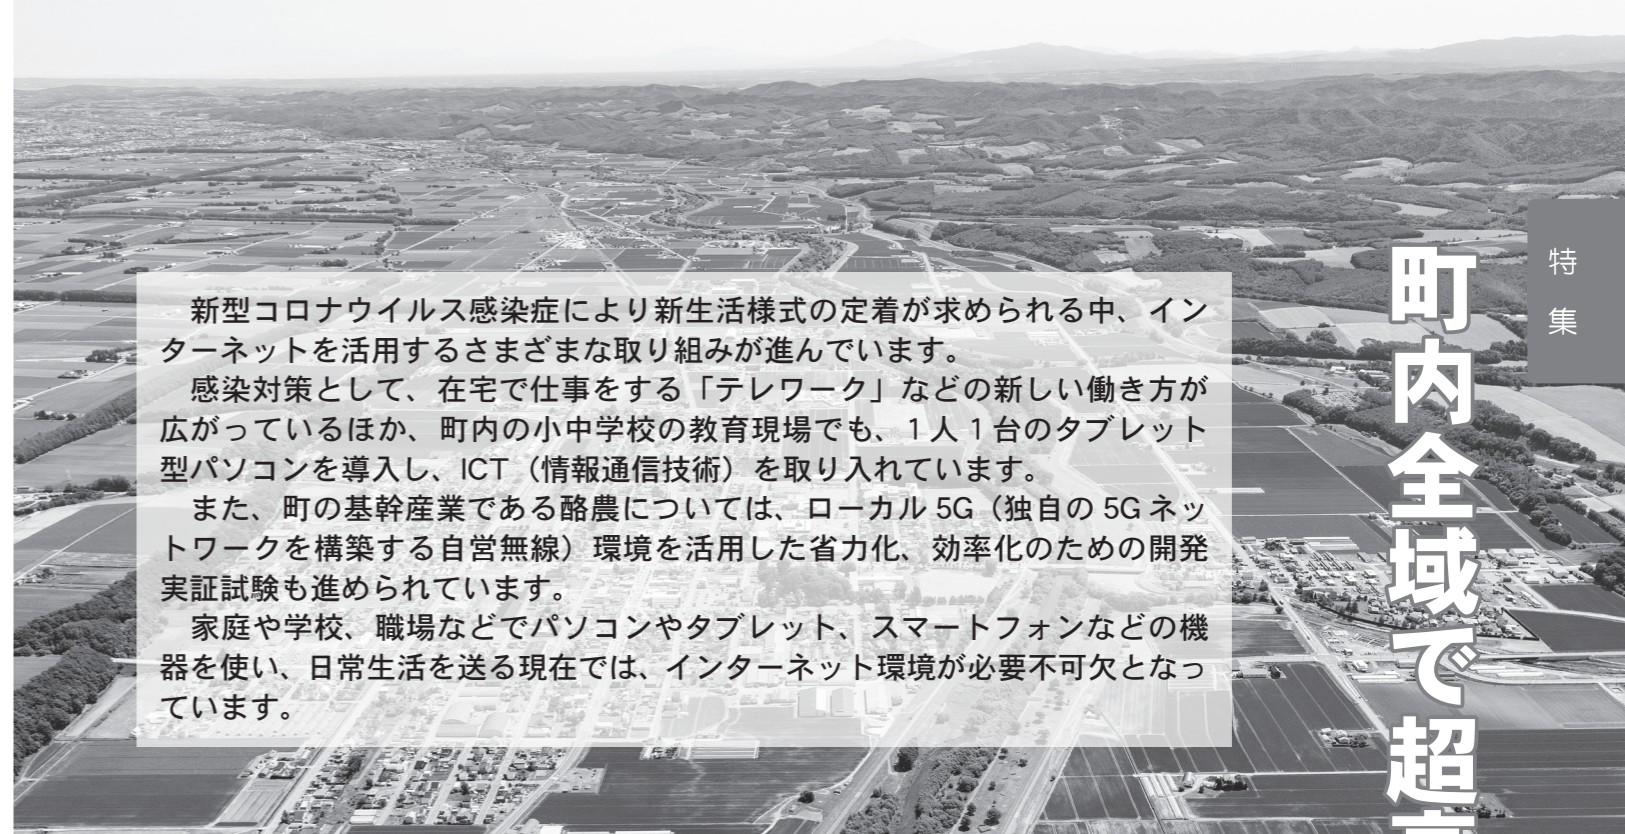 特集
町内全域で超
　新型コロナウイルス感染症により新生活様式の定着が求められる中、イン
ターネットを活用するさまざまな取り組みが進んでいます。
　感染対策として、在宅で仕事をする「テレワーク」などの新しい働き方が
広がっているほか、町内の小中学校の教育現場でも、1人1台のタブレット
型パソコンを導入し、ICT（情報通信技術）を取り入れています。
　また、町の基幹産業である酪農については、ローカル 5G（独自の 5G ネッ
トワークを構築する自営無線）環境を活用した省力化、効率化のための開発
実証試験も進められています。
　家庭や学校、職場などでパソコンやタブレット、スマートフォンなどの機
器を使い、日常生活を送る現在では、インターネット環境が必要不可欠となっ
ています。